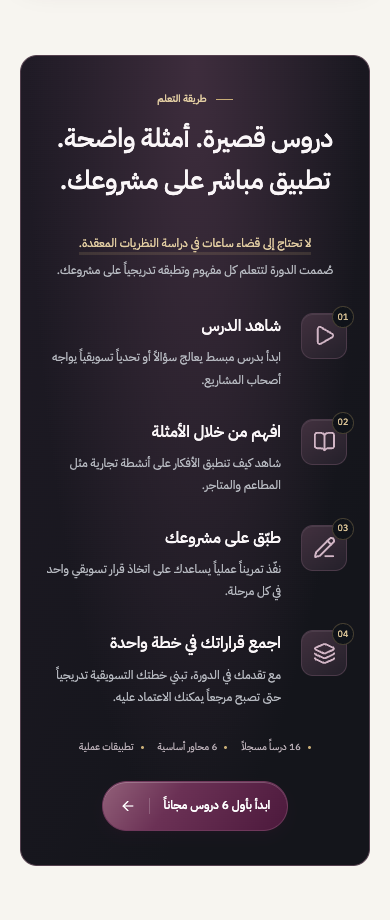 طريقة التعلم
دروس قصيرة. أمثلة واضحة.
تطبيق مباشر على مشروعك.
لا تحتاج إلى قضاء ساعات في دراسة النظريات المعقدة.
صُممت الدورة لتتعلم كل مفهوم وتطبقه تدريجياً على مشروعك.
01
شاهد الدرس
ابدأ بدرس مبسط يعالج سؤالاً أو تحدياً تسويقياً يواجه
أصحاب المشاريع.
02
افهم من خلال الأمثلة
شاهد كيف تنطبق الأفكار على أنشطة تجارية مثل
المطاعم والمتاجر.
03
طبّق على مشروعك
نفّذ تمريناً عملياً يساعدك على اتخاذ قرار تسويقي واحد
في كل مرحلة.
04
اجمع قراراتك في خطة واحدة
مع تقدمك في الدورة، تبني خطتك التسويقية تدريجياً
حتى تصبح مرجعاً يمكنك الاعتماد عليه.
• 16 درساً مسجلاً • 6 محاور أساسية • تطبيقات عملية
ابدأ بأول 6 دروس مجاناً